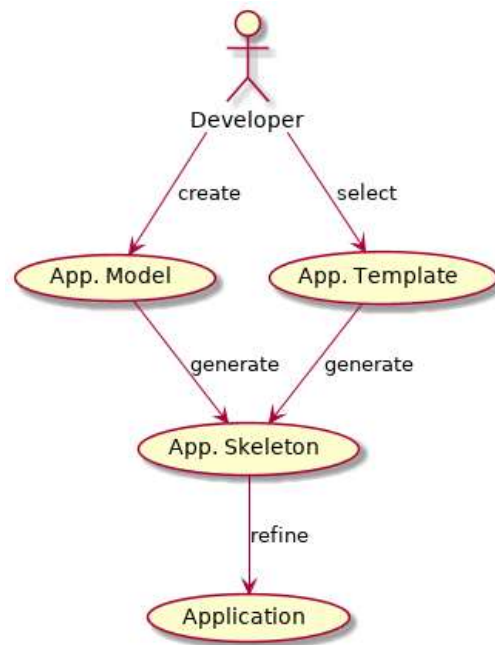 Developer
create
select
App. Model
App. Template
generate
generate
App. Skeleton
refine
Application